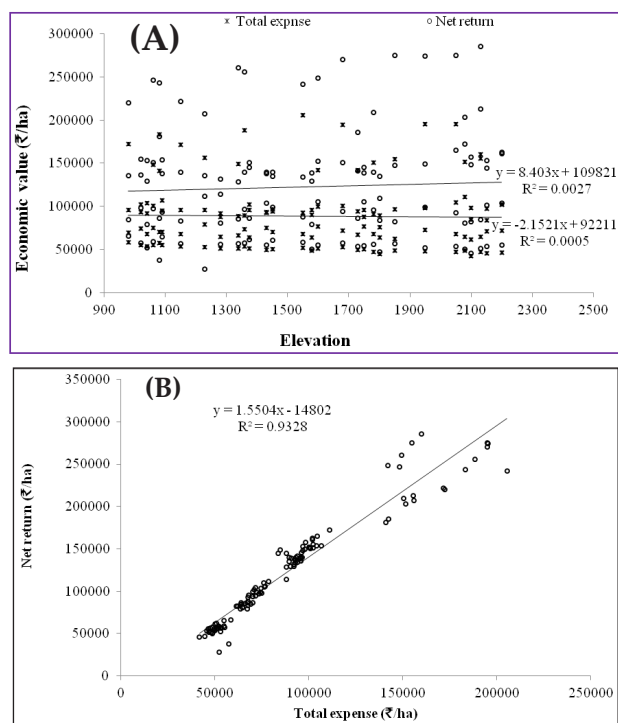 (A)
Total expnse
Net return
Economic value (₹/ha)
300000
250000
200000
150000
100000
50000
0
y = 8.403x + 109821
R² = 0.0027
y = -2.1521x + 92211
R² = 0.0005
900 1100 1300 1500 1700 1900 2100 2300 2500
Elevation
(B)
y = 1.5504x - 14802
R² = 0.9328
Net return (₹/ha)
350000
300000
250000
200000
150000
100000
50000
0
0 50000 100000 150000 200000 250000
Total expense (₹/ha)